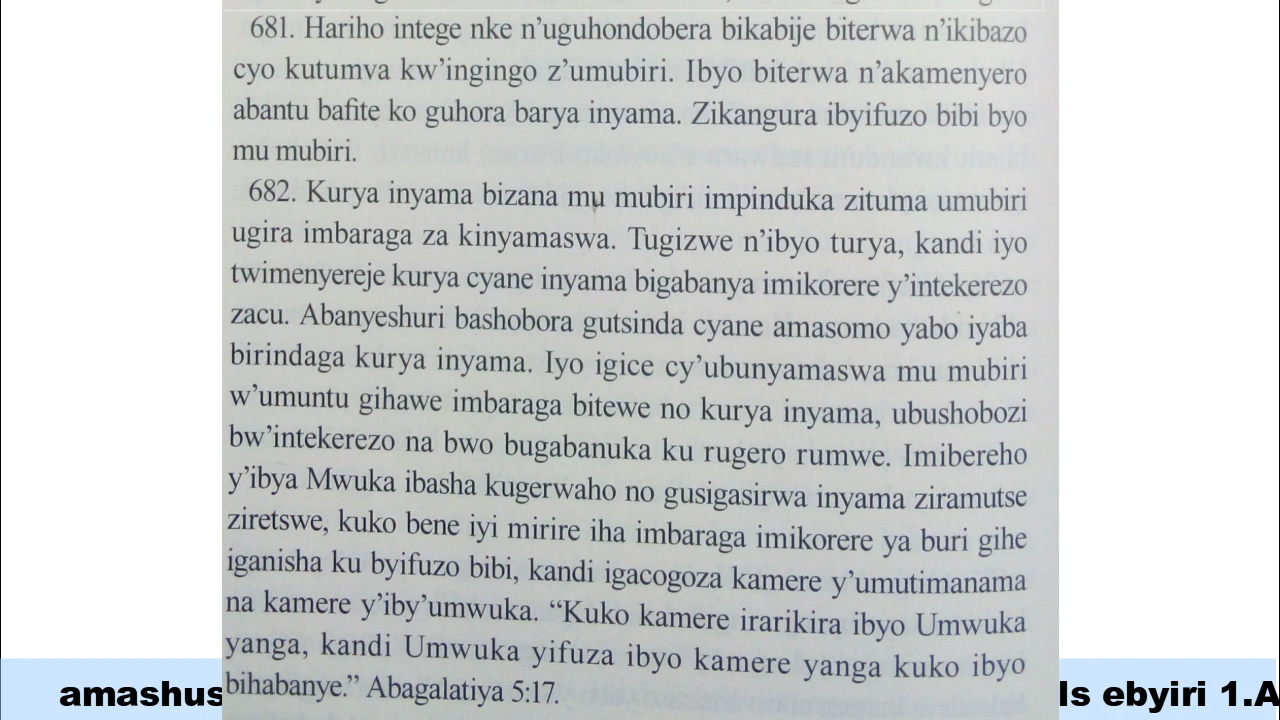 681. Hariho intege nke n’uguhondobera bikabije biterwa n’ikibazo
cyo kutumva kw’ingingo z’umubiri. Ibyo biterwa n’akamenyero
abantu bafite ko guhora barya inyama. Zikangura ibyifuzo bibi byo
mu mubiri.
682. Kurya inyama bizana mu mubiri impinduka zituma umubiri
ugira imbaraga za kinyamaswa. Tugizwe n’ibyo turya, kandi iyo
twimenyereje kurya cyane inyama bigabanya imikorere y’intekerezo
zacu. Abanyeshuri bashobora gutsinda cyane amasomo yabo iyaba
birindaga kurya inyama. Iyo igice cy’ubunyamaswa mu mubiri
w’umuntu gihawe imbaraga bitewe no kurya inyama, ubushobozi
bw’intekerezo na bwo bugabanuka ku rugero rumwe. Imibereho
y’ibya Mwuka ibasha kugerwaho no gusigasirwa inyama ziramutse
ziretswe, kuko bene iyi mirire iha imbaraga imikorere ya buri gihe
iganisha ku byifuzo bibi, kandi igacogoza kamere y’umutimanama
na kamere y’iby’umwuka. “Kuko kamere irarikira ibyo Umwuka
yanga, kandi Umwuka yifuza ibyo kamere yanga kuko ibyo
bihabanye.” Abagalatiya 5:17.
amashus
ls ebyiri 1.A